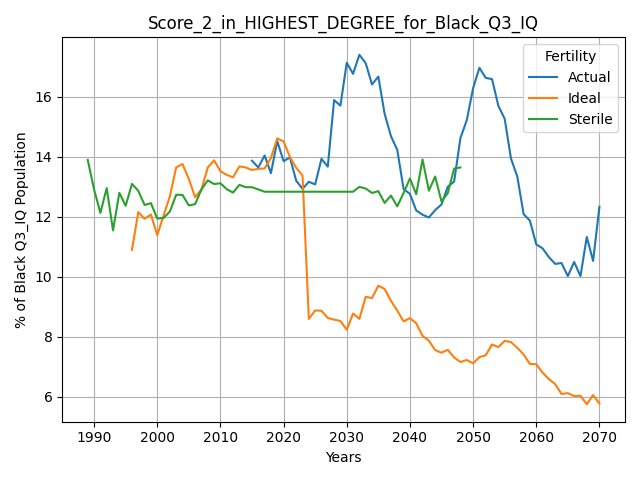 Score_2_in_HIGHEST_DEGREE_for_Black_Q3_IQ
% of Black Q3_IQ Population
16
14
12
10
8
6
Fertility
Actual
Ideal
Sterile
1990 2000 2010 2020 2030 2040 2050 2060 2070
Years